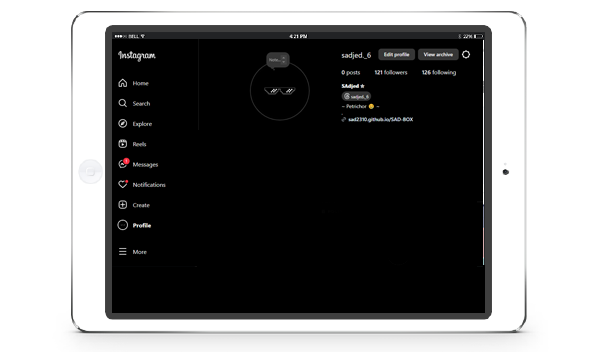 BELL
4:21 PM
22%
Instagram
Home
Search
Explore
Reels
Messages
Notifications
Create
Profile
More
sadjed._6
Edit profile
View archive
0 posts
121 followers
126 following
SAdjed ☆
sadjed._6
~ Petrichor 😊 ~
sad2310.github.io/SAD-BOX